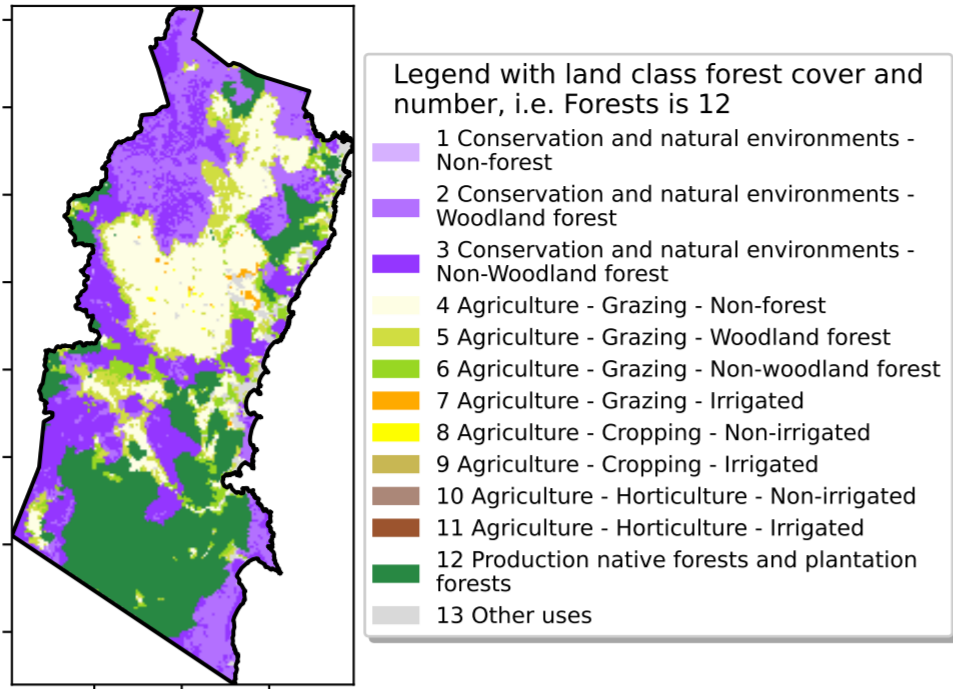 Legend with land class forest cover and
number, i.e. Forests is 12
1 Conservation and natural environments -
Non-forest
2 Conservation and natural environments -
Woodland forest
3 Conservation and natural environments -
Non-Woodland forest
4 Agriculture - Grazing - Non-forest
5 Agriculture - Grazing - Woodland forest
6 Agriculture - Grazing - Non-woodland forest
7 Agriculture - Grazing - Irrigated
8 Agriculture - Cropping - Non-irrigated
9 Agriculture - Cropping - Irrigated
10 Agriculture - Horticulture - Non-irrigated
11 Agriculture - Horticulture - Irrigated
12 Production native forests and plantation
forests
13 Other uses